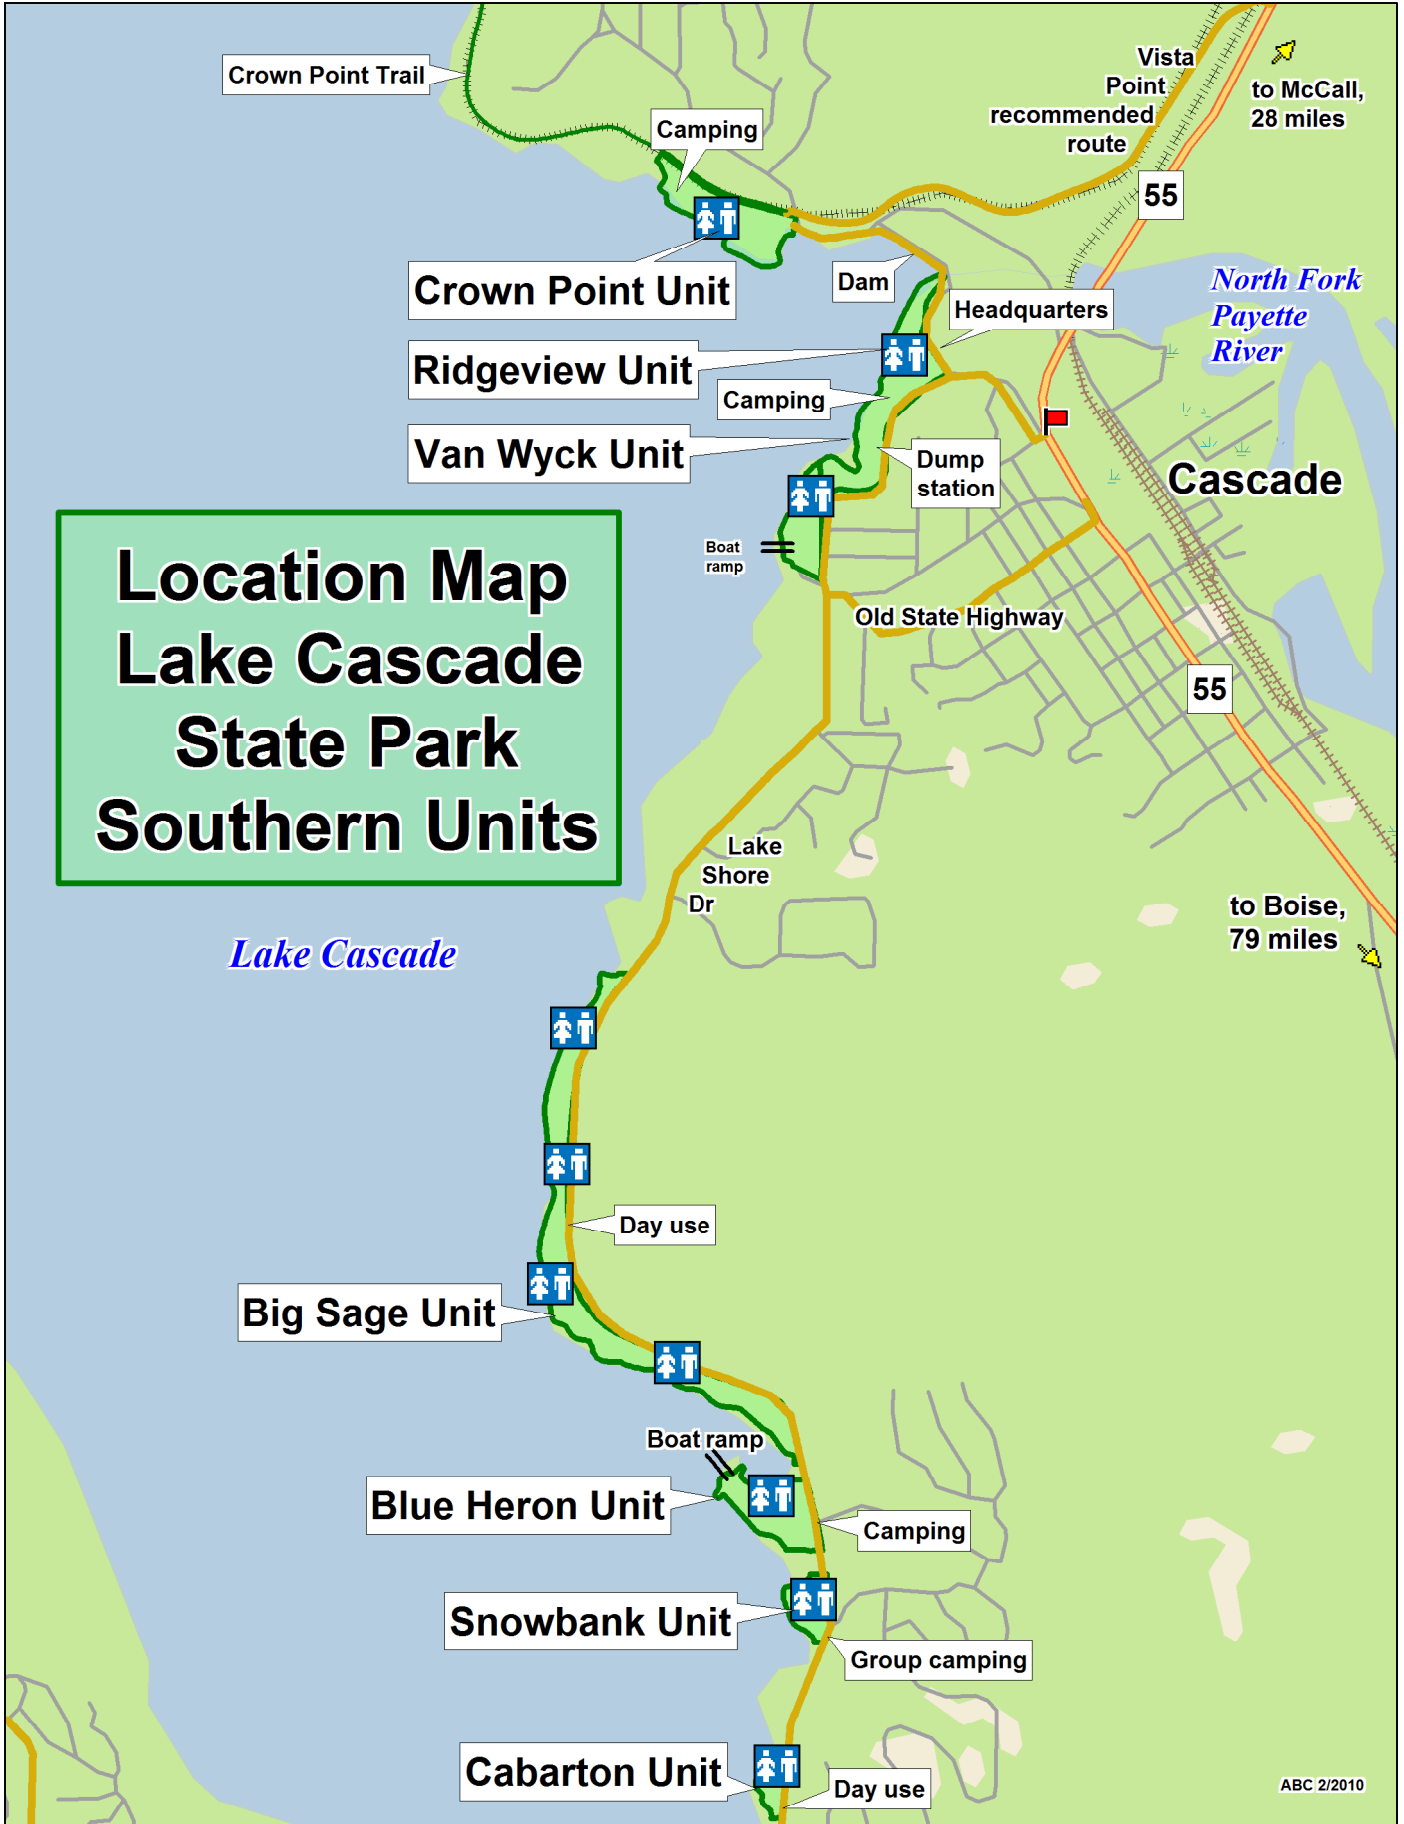 Crown Point Trail
Camping
Vista
Point
recommended
route
to McCall,
28 miles
55
Crown Point Unit
Dam
Headquarters
North Fork
Payette
River
Ridgeview Unit
Camping
Van Wyck Unit
Dump
station
Cascade
Boat
ramp
Location Map
Lake Cascade
State Park
Southern Units
Old State Highway
55
Lake
Shore
Dr
to Boise,
79 miles
Lake Cascade
Day use
Big Sage Unit
Boat ramp
Blue Heron Unit
Camping
Snowbank Unit
Group camping
Cabarton Unit
Day use
ABC 2/2010